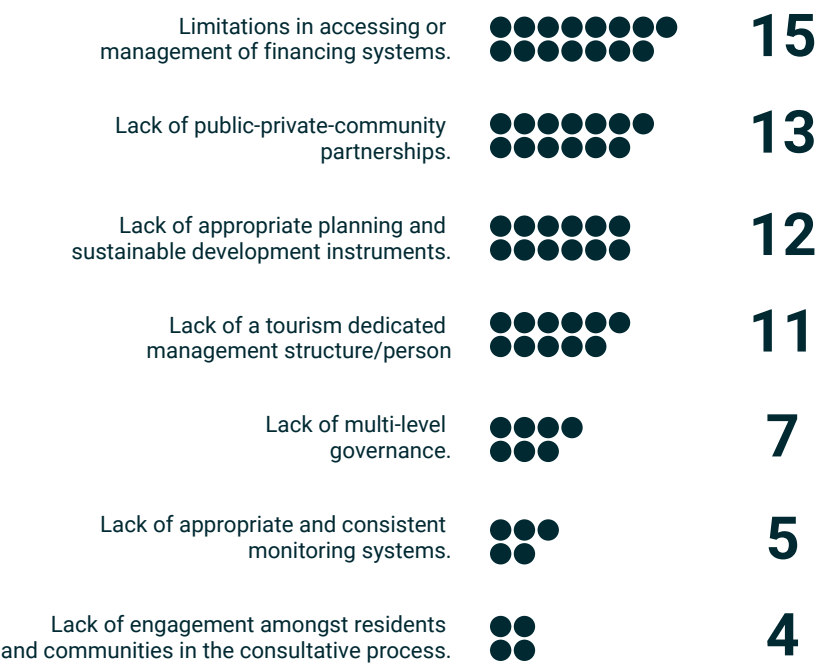 Limitations in accessing or
management of financing systems.
15
Lack of public-private-community
partnerships.
13
Lack of appropriate planning and
sustainable development instruments.
12
Lack of a tourism dedicated
management structure/person
11
Lack of multi-level
governance.
7
Lack of appropriate and consistent
monitoring systems.
5
Lack of engagement amongst residents
and communities in the consultative process.
4